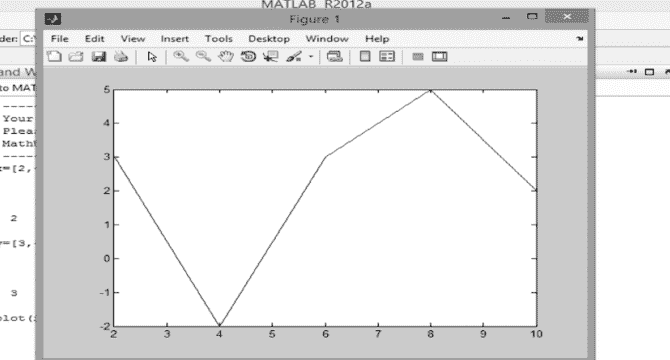 MATLAB R2012a
Figure 1
File Edit View Insert Tools Desktop Window Help
der: C:\
and W
to MAT
Your
Plea
Math
=[2,
2
=[3,
3
lot(
5
4
3
2
1
0
-1
-2
2 3 4 5 6 7 8 9 10